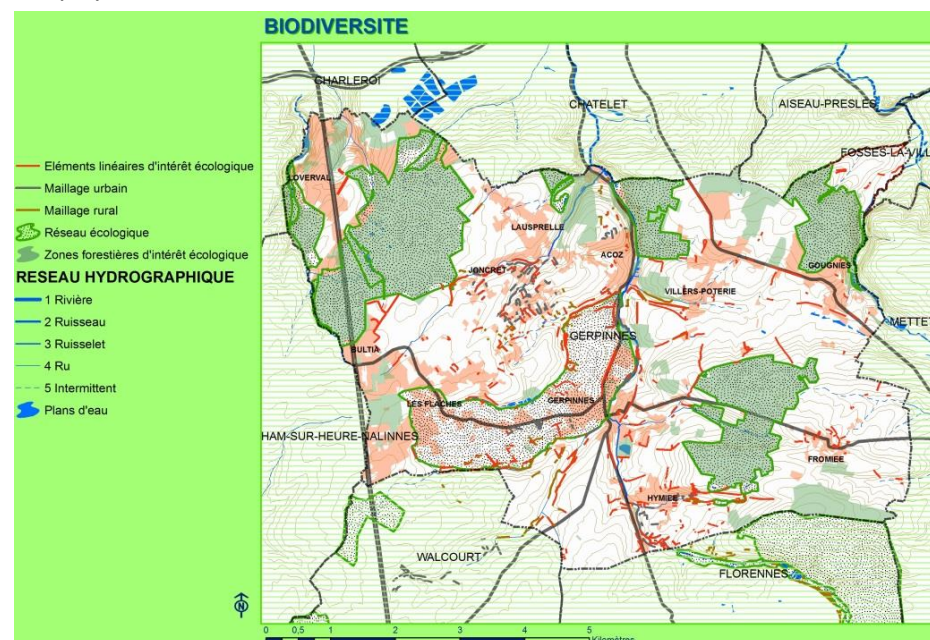 BIODIVERSITE
Eléments linéaires d'intérêt écologique
Maillage urbain
Maillage rural
Réseau écologique
Zones forestières d'intérêt écologique
RESEAU HYDROGRAPHIQUE
1 Rivière
2 Ruisseau
3 Ruisselet
4 Ru
5 Intermittent
Plans d'eau
CHARLEROI
CHATELET
AISEAU-PRESLES
FOSSES-LA-VILL
LOVERVAL
LAUSPRELLE
ACOZ
JONCRET
GOUGNIES
VILLERS-POTERIE
METTET
GERPINNES
BULTIA
LES FLACHES
GERPINNES
HAM-SUR-HEURE-NALINNES
FROMIEE
HYMIEE
WALCOURT
FLORENNES
N
0 0,5 1 2 3 4 5
Kilomètres